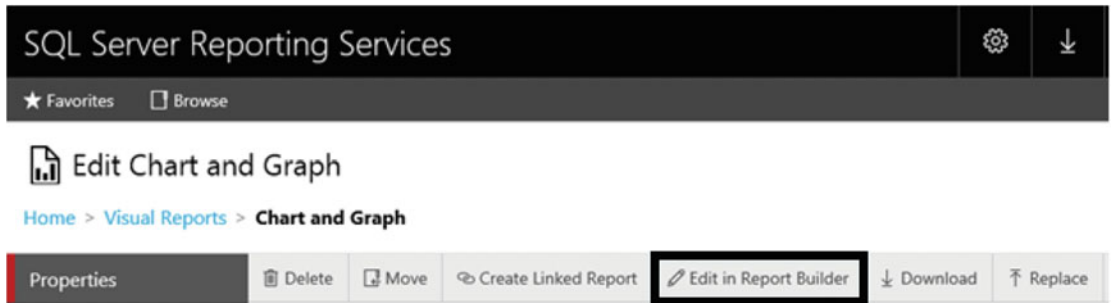 SQL Server Reporting Services
Favorites Browse
Edit Chart and Graph
Home > Visual Reports > Chart and Graph
Properties Delete Move Create Linked Report Edit in Report Builder Download Replace